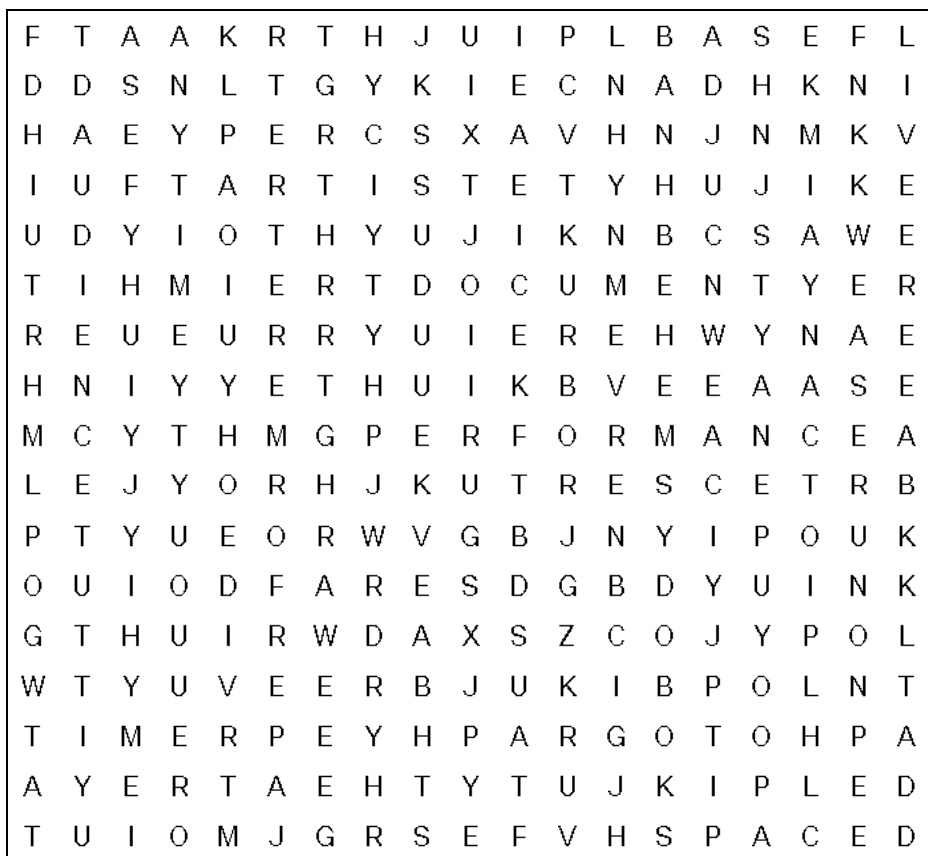 F T A A K R T H J U I P L B A S E F L
D D S N L T G Y K I E C N A D H K N I
H A E Y P E R C S X A V H N J N M K V
I U F T A R T I S T E T Y H U J I K E
U D Y I O T H Y U J I K N B C S A W E
T I H M I E R T D O C U M E N T Y E R
R E U E U R R Y U I E R E H W Y N A E
H N I Y Y E T H U I K B V E E A A S E
M C Y T H M G P E R F O R M A N C E A
L E J Y O R H J K U T R E S C E T R B
P T Y U E O R W V G B J N Y I P O U K
O U I O D F A R E S D G B D Y U I N K
G T H U I R W D A X S Z C O J Y P O L
W T Y U V E E R B J U K I B P O L N T
T I M E R P E Y H P A R G O T O H P A
A Y E R T A E H T Y T U J K I P L E D
T U I O M J G R S E F V H S P A C E D